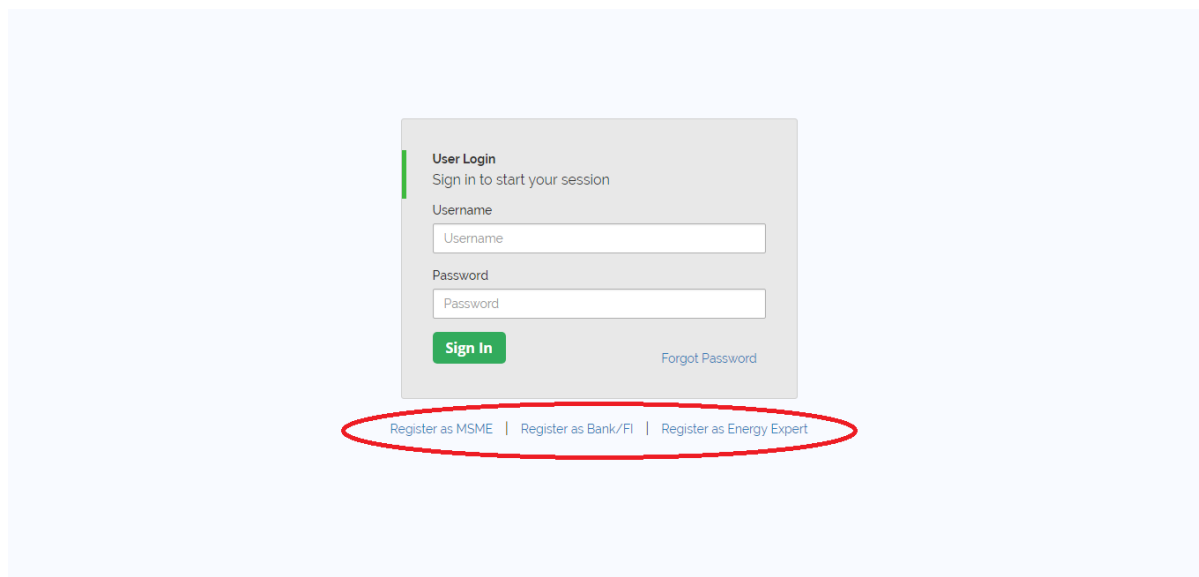 User Login
Sign in to start your session
Username
Username
Password
Password
Sign In
Forgot Password
Register as MSME | Register as Bank/FI | Register as Energy Expert